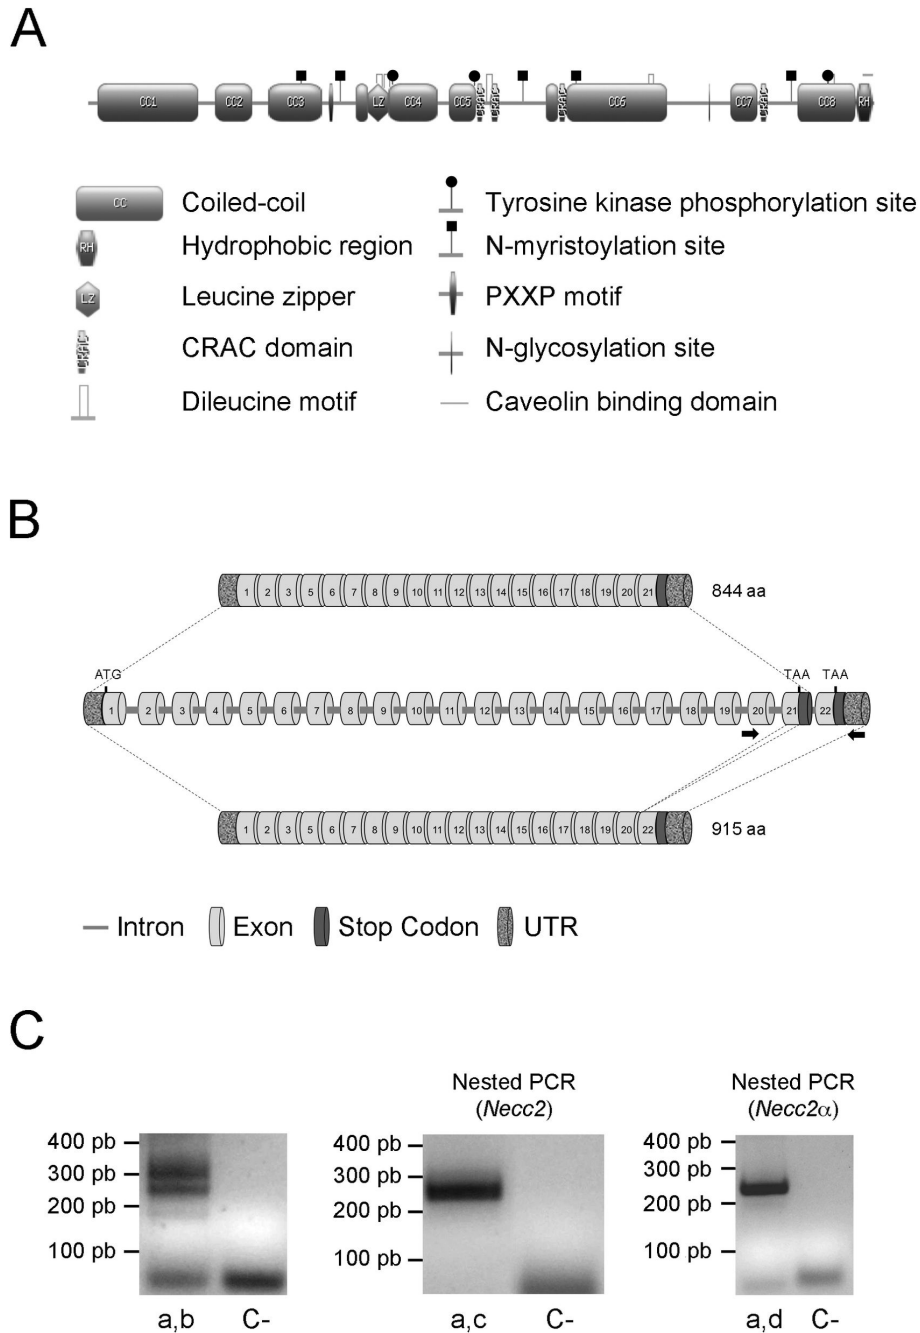 A
CC1 CC2 CC3 LZ CC4 CC5 CRAC CRAC CRAC CC6 CC7 CRAC CC8 RH
CC Coiled-coil
Tyrosine kinase phosphorylation site
RH Hydrophobic region
N-myristoylation site
LZ Leucine zipper
PXXP motif
CRAC CRAC domain
N-glycosylation site
Dileucine motif
Caveolin binding domain
B
1 2 3 5 6 7 8 9 10 11 12 13 14 15 16 17 18 19 20 21 844 aa
ATG TAA TAA
1 2 3 4 5 6 7 8 9 10 11 12 13 14 15 16 17 18 19 20 21 22
1 2 3 5 6 7 8 9 10 11 12 13 14 15 16 17 18 19 20 22 915 aa
Intron Exon Stop Codon UTR
C
Nested PCR
(Necc2)
Nested PCR
(Necc2α)
400 pb
300 pb
200 pb
100 pb
a,b C-
400 pb
300 pb
200 pb
100 pb
a,c C-
400 pb
300 pb
200 pb
100 pb
a,d C-